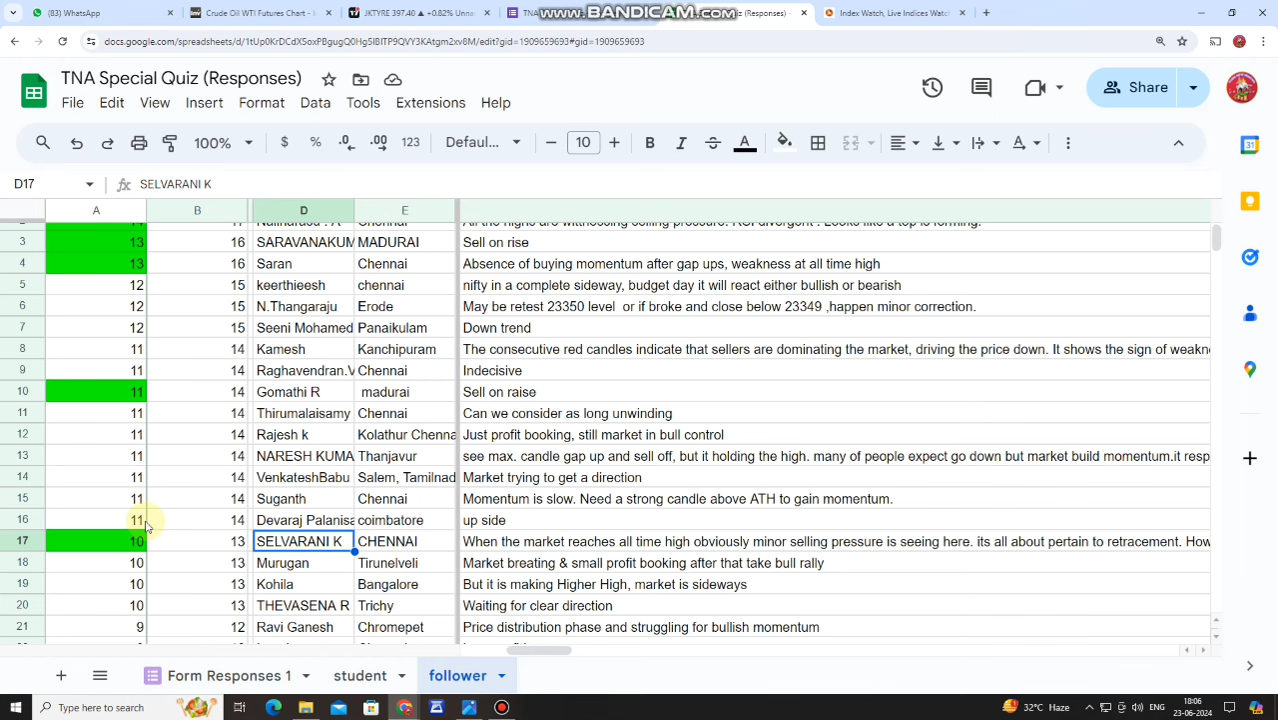 (83) WhatsApp
Crude Oil WTI Futures Chart -
JKTYRE 397.40 ▲ +0.82%
www.BANDICAM.com
Quiz (Responses)
Index Watch, Live Indices Watch
docs.google.com/spreadsheets/d/1tUp0KrDCdX5oxPBgugQ0Hg5IBITP9QVY3KAtgm2xv8M/edit?gid=1909659693#gid=1909659693
TNA Special Quiz (Responses)
File Edit View Insert Format Data Tools Extensions Help
Share
100% $ % .0 .00 123 Defaul... 10 B I A
D17 fx SELVARANI K
A B D E
3 13 16 SARAVANAKUM MADURAI Sell on rise
4 13 16 Saran Chennai Absence of buying momentum after gap ups, weakness at all time high
5 12 15 keerthieesh chennai nifty in a complete sideway, budget day it will react either bullish or bearish
6 12 15 N.Thangaraju Erode May be retest 23350 level or if broke and close below 23349 ,happen minor correction.
7 12 15 Seeni Mohamed Panaikulam Down trend
8 11 14 Kamesh Kanchipuram The consecutive red candles indicate that sellers are dominating the market, driving the price down. It shows the sign of weakn
9 11 14 Raghavendran.V Chennai Indecisive
10 11 14 Gomathi R madurai Sell on raise
11 11 14 Thirumalaisamy Chennai Can we consider as long unwinding
12 11 14 Rajesh k Kolathur Chenna Just profit booking, still market in bull control
13 11 14 NARESH KUMA Thanjavur see max. candle gap up and sell off, but it holding the high. many of people expect go down but market build momentum.it resp
14 11 14 VenkateshBabu Salem, Tamilnad Market trying to get a direction
15 11 14 Suganth Chennai Momentum is slow. Need a strong candle above ATH to gain momentum.
16 11 14 Devaraj Palanisa coimbatore up side
17 10 13 SELVARANI K CHENNAI When the market reaches all time high obviously minor selling pressure is seeing here. its all about pertain to retracement. How
18 10 13 Murugan Tirunelveli Market breating & small profit booking after that take bull rally
19 10 13 Kohila Bangalore But it is making Higher High, market is sideways
20 10 13 THEVASENA R Trichy Waiting for clear direction
21 9 12 Ravi Ganesh Chromepet Price distribution phase and struggling for bullish momentum
Form Responses 1 student follower
Type here to search
32°C Haze
ENG
18:06
23-06-2024